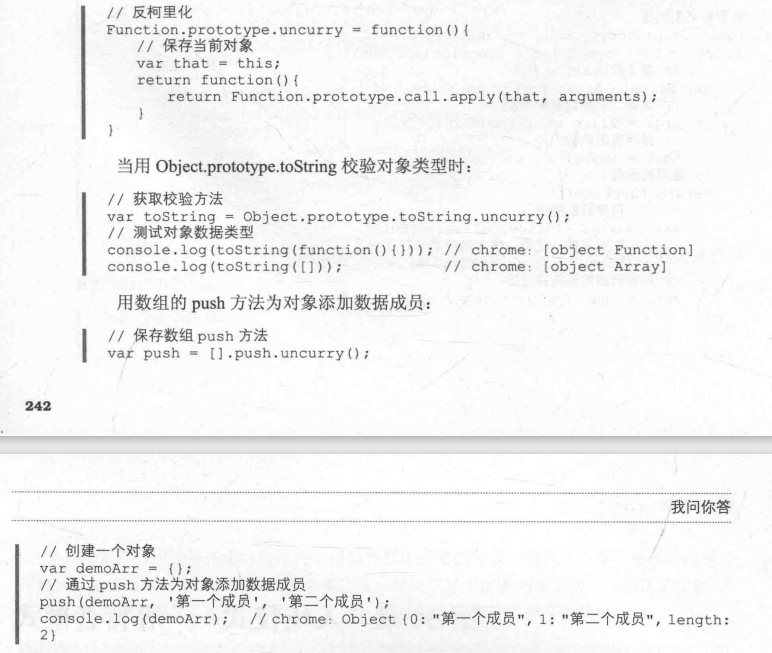 // 反柯里化
Function.prototype.uncurry = function(){
// 保存当前对象
var that = this;
return function(){
return Function.prototype.call.apply(that, arguments);
}
}
当用 Object.prototype.toString 校验对象类型时：
// 获取校验方法
var toString = Object.prototype.toString.uncurry();
// 测试对象数据类型
console.log(toString(function(){})); // chrome：[object Function]
console.log(toString([])); // chrome：[object Array]
用数组的 push 方法为对象添加数据成员：
// 保存数组 push 方法
var push = [].push.uncurry();
242
我问你答
// 创建一个对象
var demoArr = {};
// 通过 push 方法为对象添加数据成员
push(demoArr, '第一个成员', '第二个成员');
console.log(demoArr); // chrome：Object {0: "第一个成员", 1: "第二个成员", length:
2}